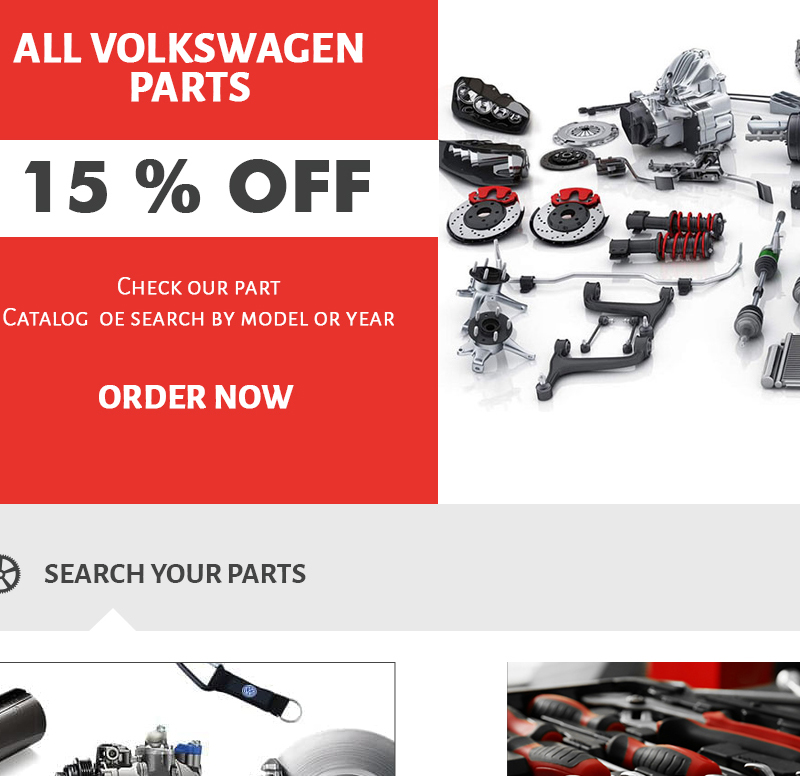 ALL VOLKSWAGEN
PARTS
15 % OFF
Check our part
Catalog oe search by model or year
ORDER NOW
SEARCH YOUR PARTS